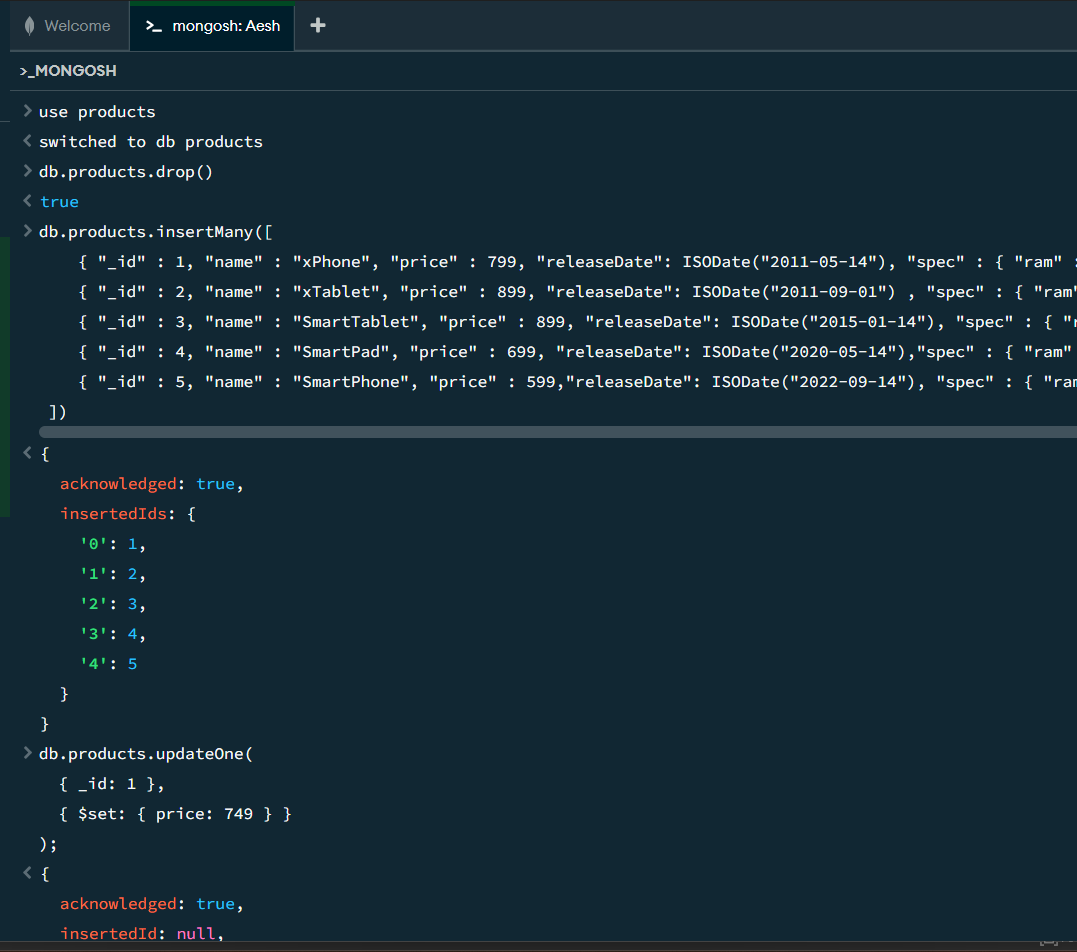 Welcome
>_ mongosh: Aesh +
>_MONGOSH
> use products
< switched to db products
> db.products.drop()
< true
> db.products.insertMany([
{ "_id" : 1, "name" : "xPhone", "price" : 799, "releaseDate": ISODate("2011-05-14"), "spec" : { "ram" :
{ "_id" : 2, "name" : "xTablet", "price" : 899, "releaseDate": ISODate("2011-09-01") , "spec" : { "ram"
{ "_id" : 3, "name" : "SmartTablet", "price" : 899, "releaseDate": ISODate("2015-01-14"), "spec" : { "r
{ "_id" : 4, "name" : "SmartPad", "price" : 699, "releaseDate": ISODate("2020-05-14"),"spec" : { "ram"
{ "_id" : 5, "name" : "SmartPhone", "price" : 599,"releaseDate": ISODate("2022-09-14"), "spec" : { "ram
])
< {
acknowledged: true,
insertedIds: {
'0': 1,
'1': 2,
'2': 3,
'3': 4,
'4': 5
}
}
> db.products.updateOne(
{ _id: 1 },
{ $set: { price: 749 } }
);
< {
acknowledged: true,
insertedId: null,